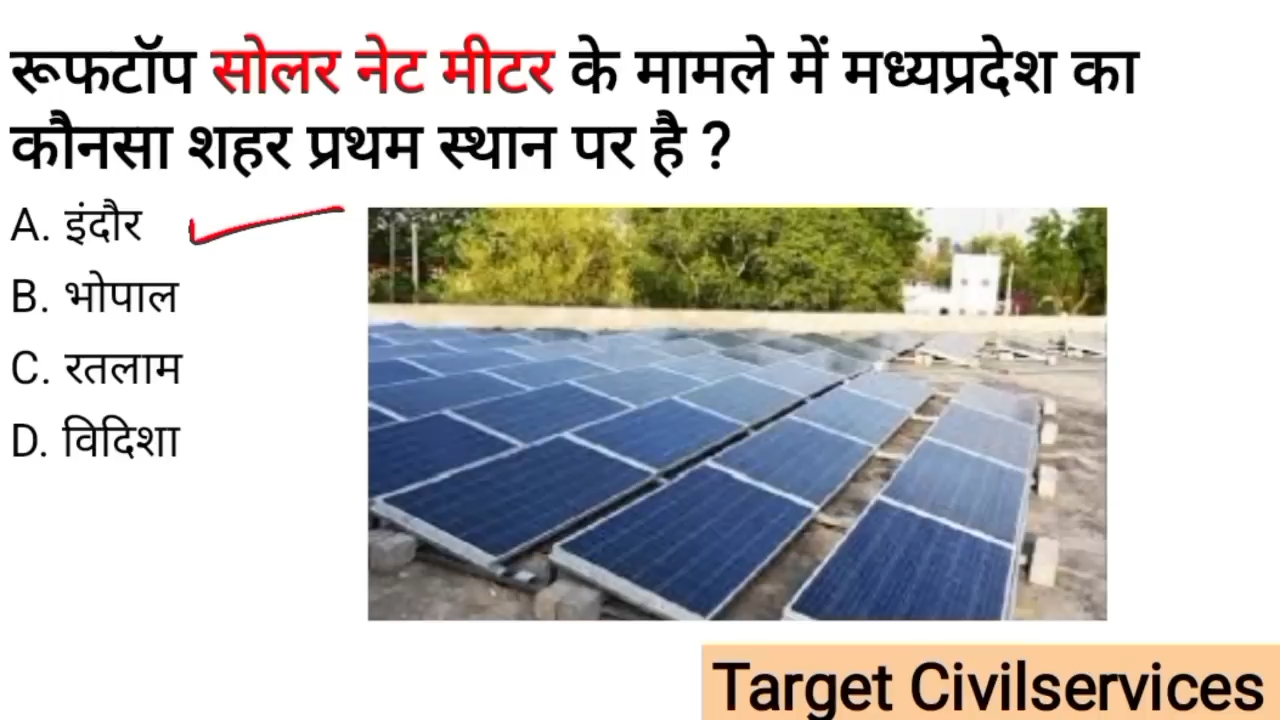 रूफटॉप सोलर नेट मीटर के मामले में मध्यप्रदेश का
कौनसा शहर प्रथम स्थान पर है ?
A. इंदौर
B. भोपाल
C. रतलाम
D. विदिशा
Target Civilservices